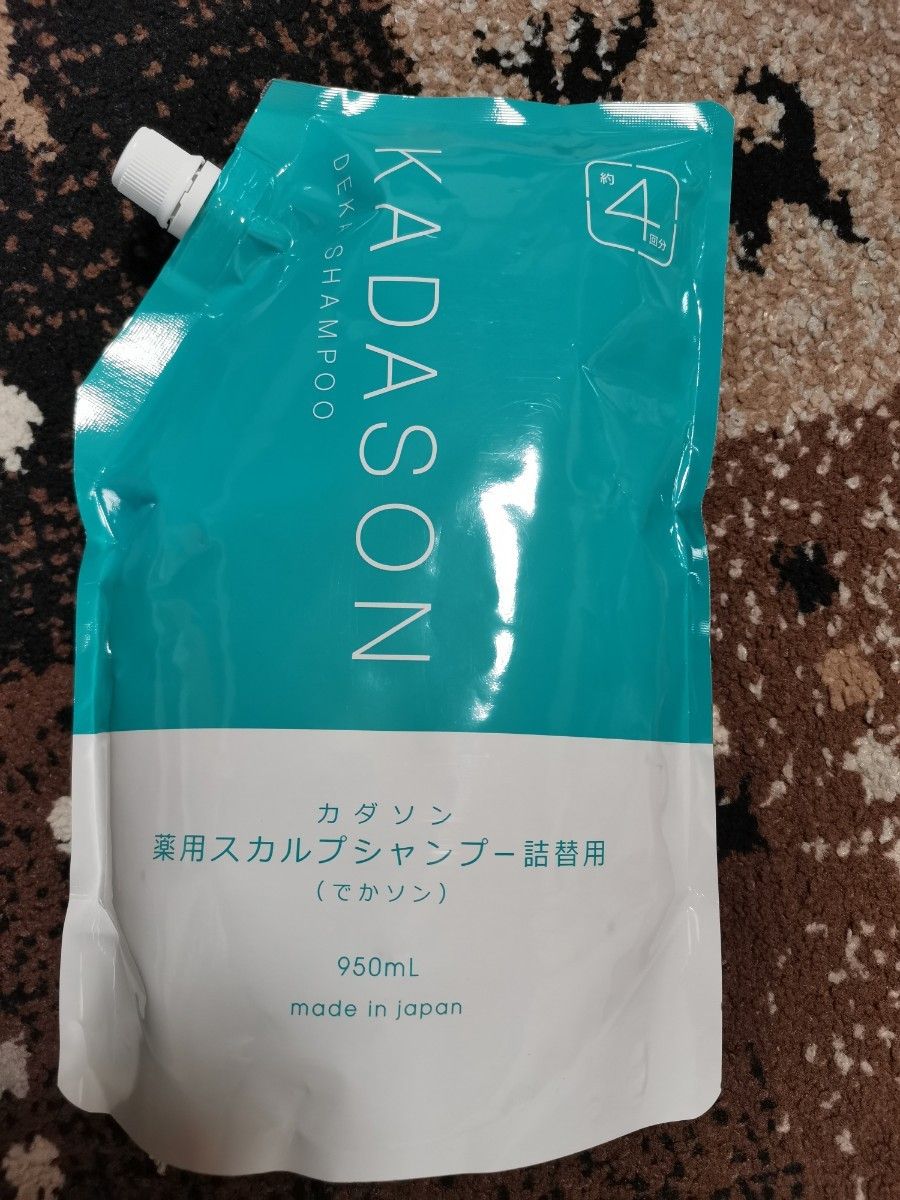 約
4
回分
KADASON
DEKA SHAMPOO
カダソン
薬用スカルプシャンプー詰替用
(でかソン)
950mL
made in japan